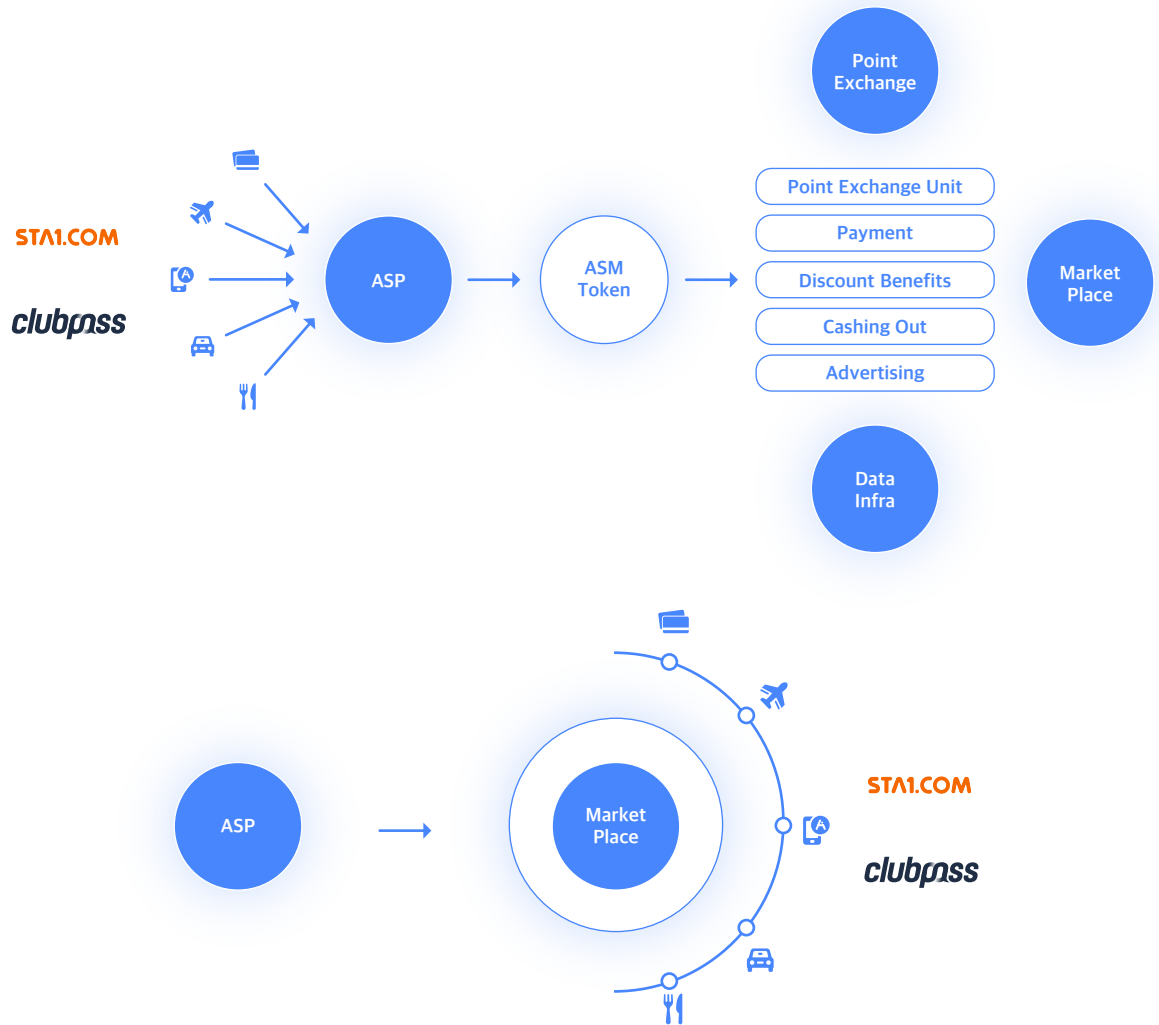 Point
Exchange
STA1.COM
clubpass
ASP
ASM
Token
Point Exchange Unit
Payment
Discount Benefits
Cashing Out
Advertising
Market
Place
Data
Infra
ASP
Market
Place
STA1.COM
clubpass